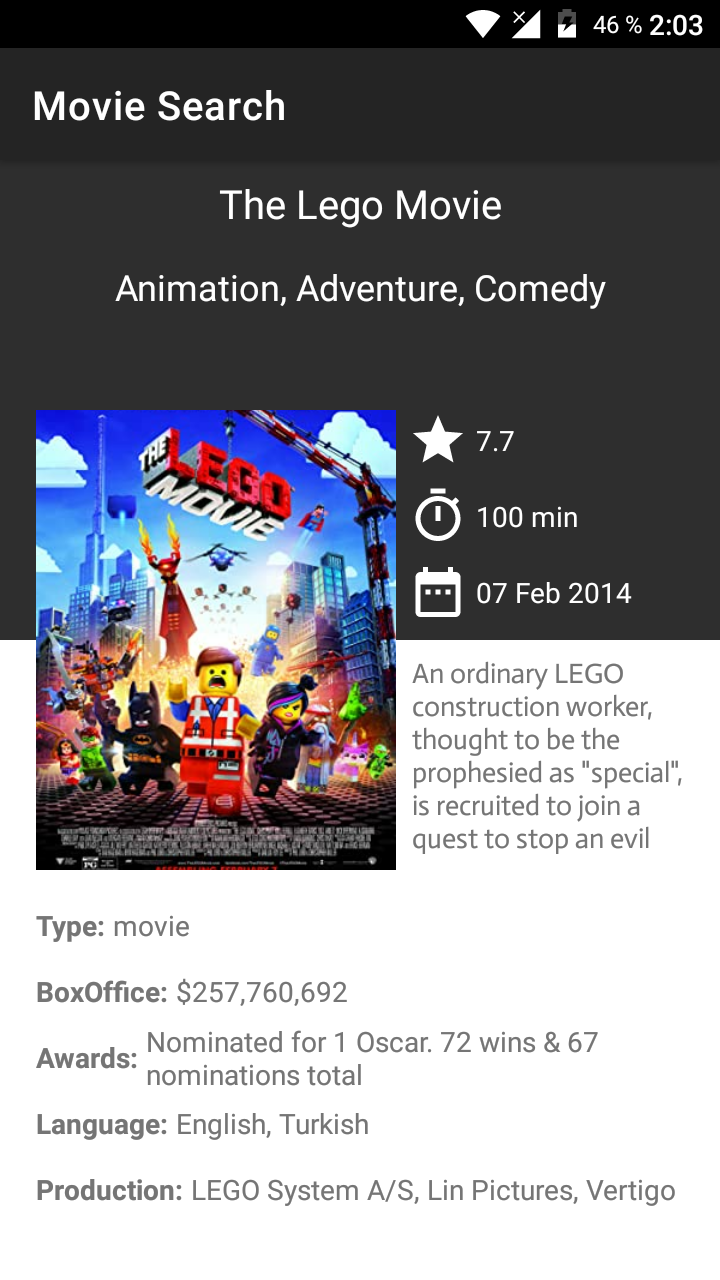 46 % 2:03
Movie Search
The Lego Movie
Animation, Adventure, Comedy
THE
LEGO
MOVIE
7.7
100 min
07 Feb 2014
An ordinary LEGO
construction worker,
thought to be the
prophesied as "special",
is recruited to join a
quest to stop an evil
PG
Type: movie
BoxOffice: $257,760,692
Awards: Nominated for 1 Oscar. 72 wins & 67
nominations total
Language: English, Turkish
Production: LEGO System A/S, Lin Pictures, Vertigo